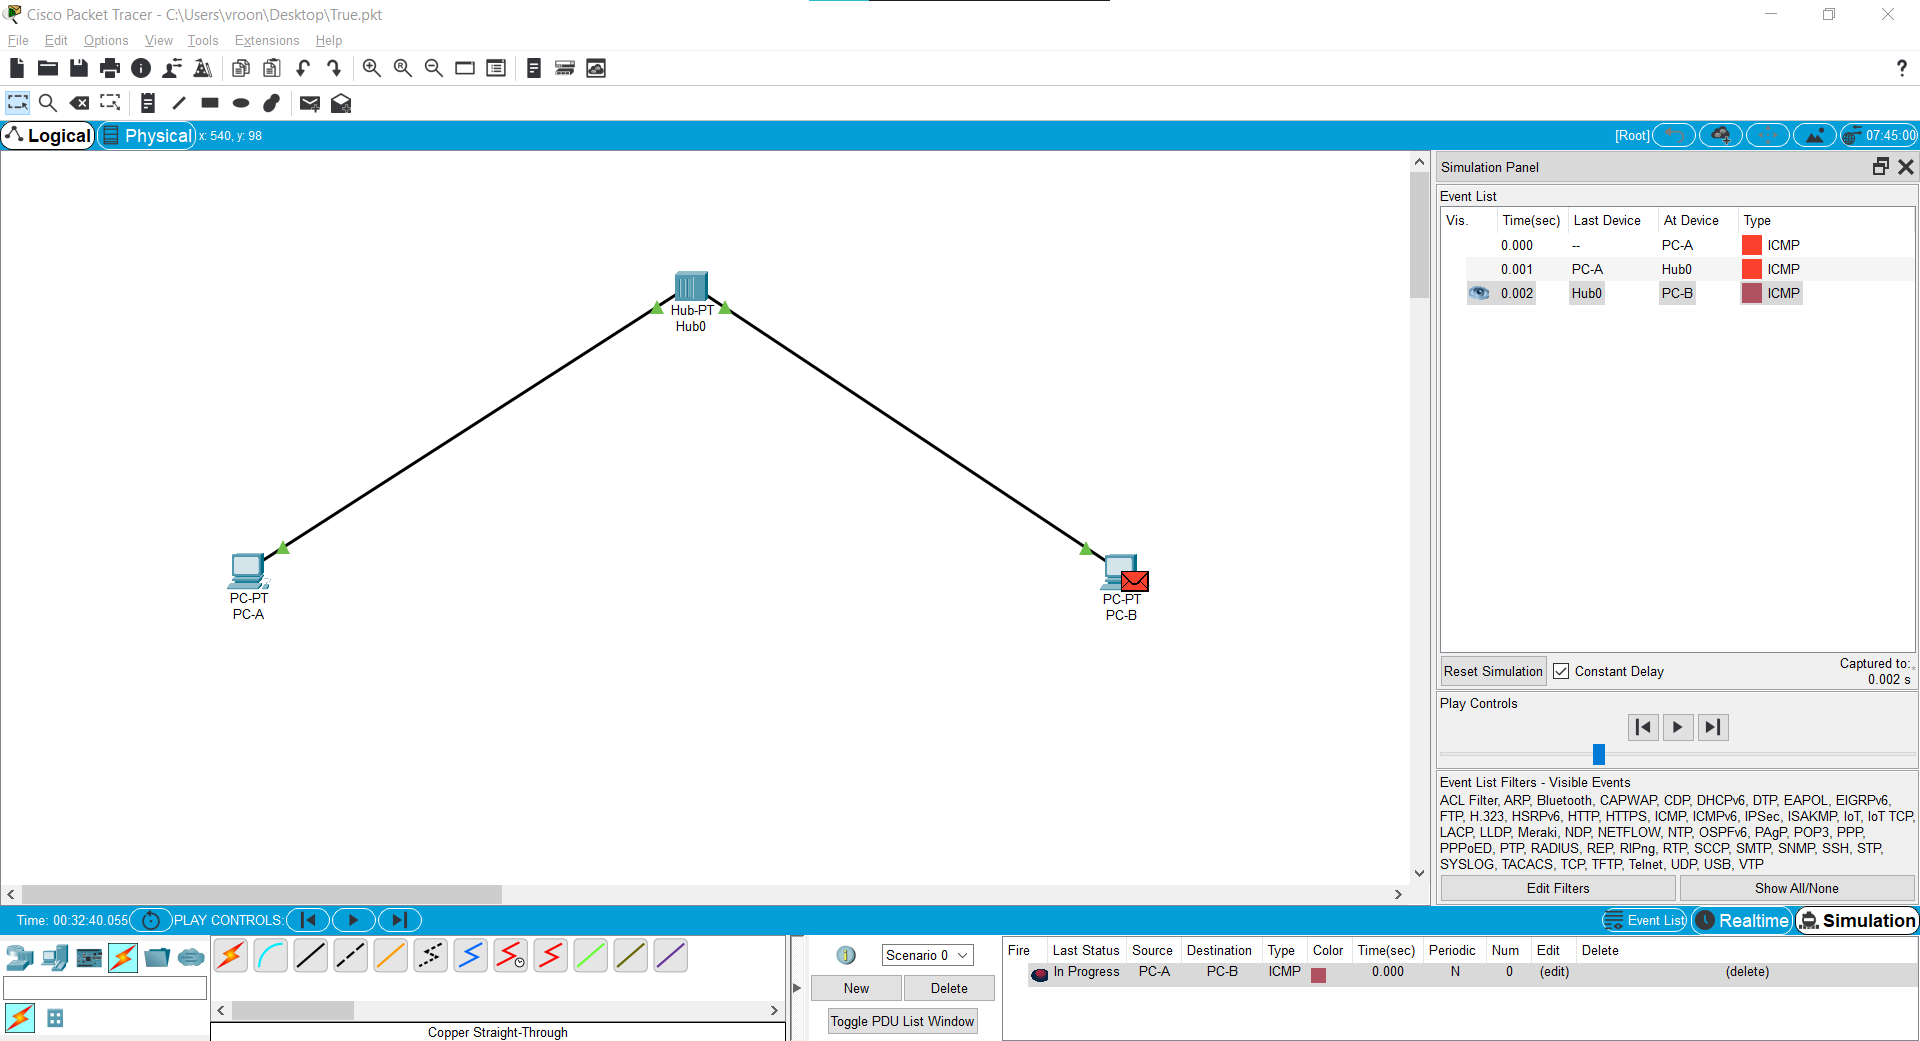 Cisco Packet Tracer - C:\Users\vroon\Desktop\True.pkt
File Edit Options View Tools Extensions Help
Logical Physical x: 540, y: 98 [Root] 07:45:00
Simulation Panel
Event List
Vis. Time(sec) Last Device At Device Type
0.000 -- PC-A ICMP
0.001 PC-A Hub0 ICMP
0.002 Hub0 PC-B ICMP
Hub-PT
Hub0
PC-PT
PC-A
PC-PT
PC-B
Reset Simulation Constant Delay Captured to:
0.002 s
Play Controls
Event List Filters - Visible Events
ACL Filter, ARP, Bluetooth, CAPWAP, CDP, DHCPv6, DTP, EAPOL, EIGRPv6,
FTP, H.323, HSRPv6, HTTP, HTTPS, ICMP, ICMPv6, IPSec, ISAKMP, IoT, IoT TCP,
LACP, LLDP, Meraki, NDP, NETFLOW, NTP, OSPFv6, PAgP, POP3, PPP,
PPPoED, PTP, RADIUS, REP, RIPng, RTP, SCCP, SMTP, SNMP, SSH, STP,
SYSLOG, TACACS, TCP, TFTP, Telnet, UDP, USB, VTP
Edit Filters Show All/None
Time: 00:32:40.055 PLAY CONTROLS: Event List Realtime Simulation
Scenario 0
New Delete
Toggle PDU List Window
Fire Last Status Source Destination Type Color Time(sec) Periodic Num Edit Delete
In Progress PC-A PC-B ICMP 0.000 N 0 (edit) (delete)
Copper Straight-Through